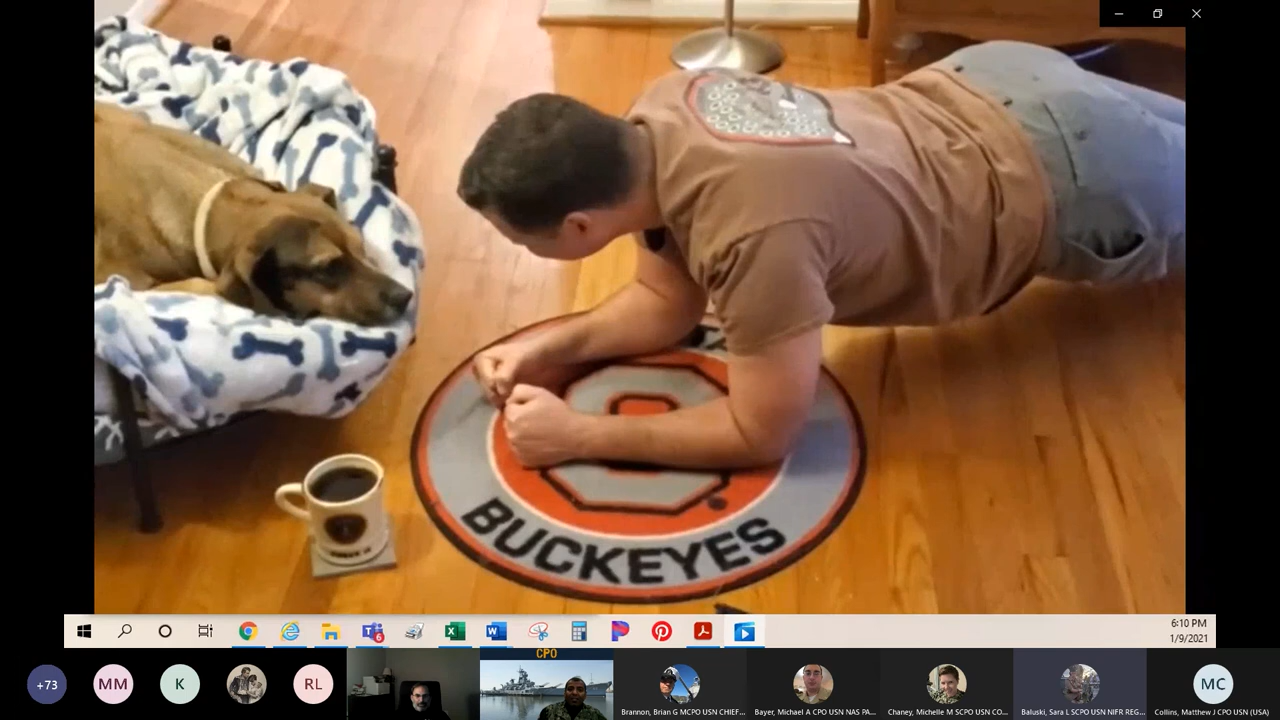 BUCKEYES
6:10 PM
1/9/2021
CPO
+73
MM
K
RL
Brannon, Brian G MCPO USN CHIEF...
Bayer, Michael A CPO USN NAS PA...
Chaney, Michelle M SCPO USN CO...
Baluski, Sara L SCPO USN NIFR REG...
MC
Collins, Matthew J CPO USN (USA)